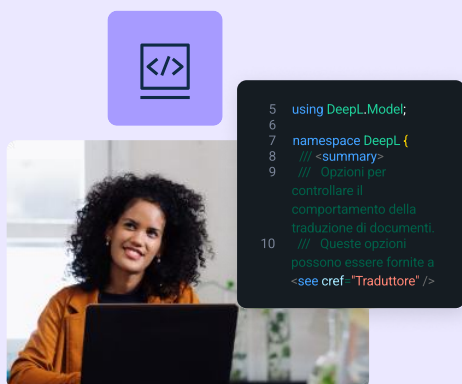 </>
5 using DeepL.Model;
6
7 namespace DeepL {
8 /// <summary>
9 /// Opzioni per
controllare il
comportamento della
traduzione di documenti.
10 /// Queste opzioni
possono essere fornite a
<see cref="Traduttore" />